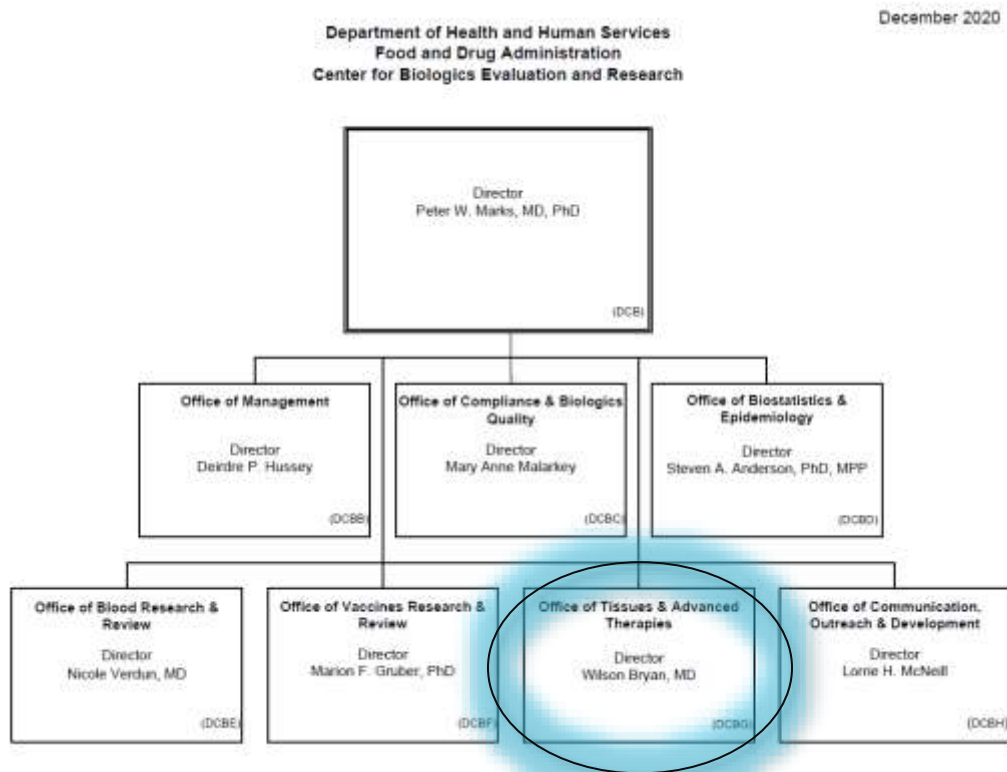 December 2020
Department of Health and Human Services
Food and Drug Administration
Center for Biologics Evaluation and Research
Director
Peter W. Marks, MD, PhD
(DCB)
Office of Management
Director
Deirdre P. Hussey
(DCBB)
Office of Compliance & Biologics
Quality
Director
Mary Anne Malarkey
(DCBC)
Office of Biostatistics &
Epidemiology
Director
Steven A. Anderson, PhD, MPP
(DCBD)
Office of Blood Research &
Review
Director
Nicole Verdun, MD
(DCBE)
Office of Vaccines Research &
Review
Director
Marion F. Gruber, PhD
(DCBF)
Office of Tissues & Advanced
Therapies
Director
Wilson Bryan, MD
(DCBG)
Office of Communication,
Outreach & Development
Director
Lorrie H. McNeill
(DCBH)